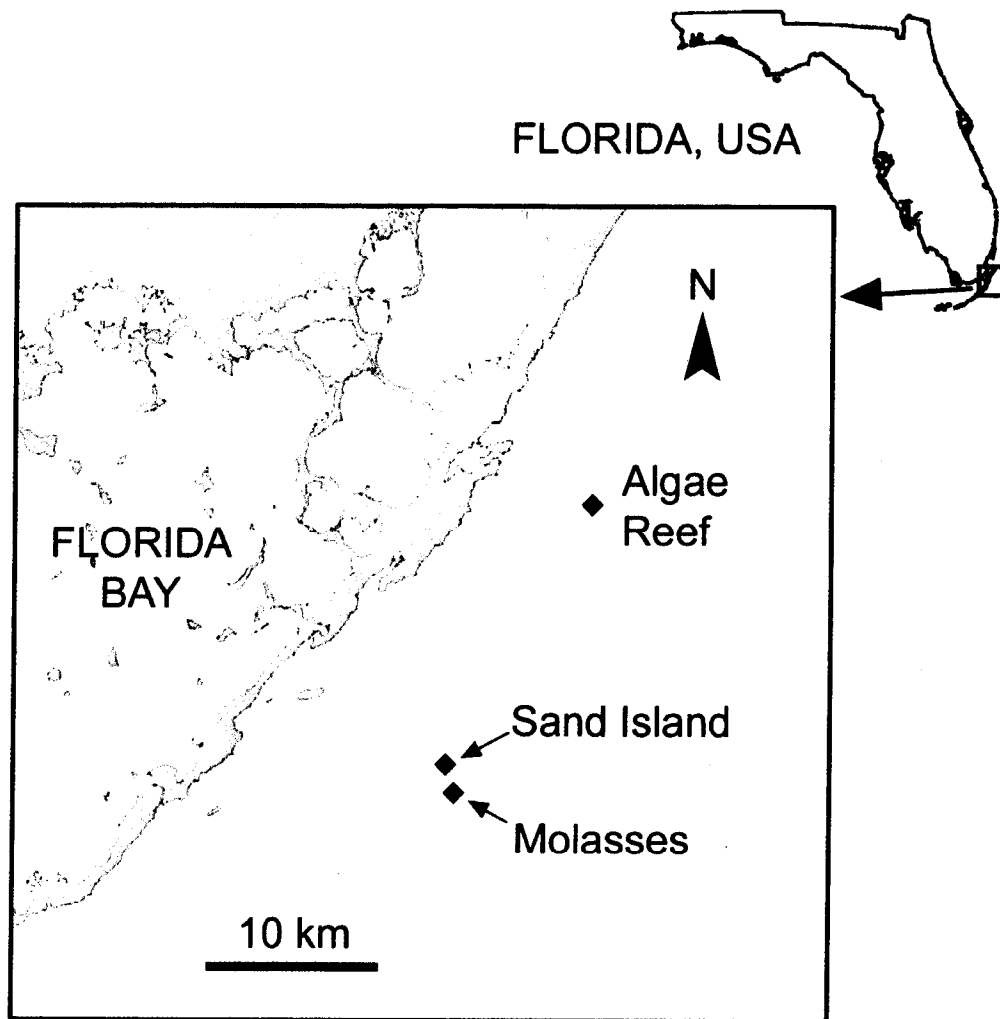 FLORIDA, USA
N
Algae
Reef
FLORIDA
BAY
Sand Island
Molasses
10 km